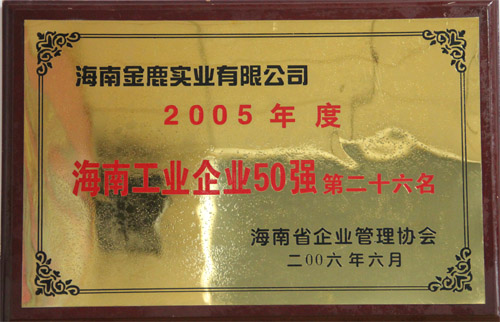 海南金鹿实业有限公司
2005年度
海南工业企业50强 第二十六名
海南省企业管理协会
二00六年六月